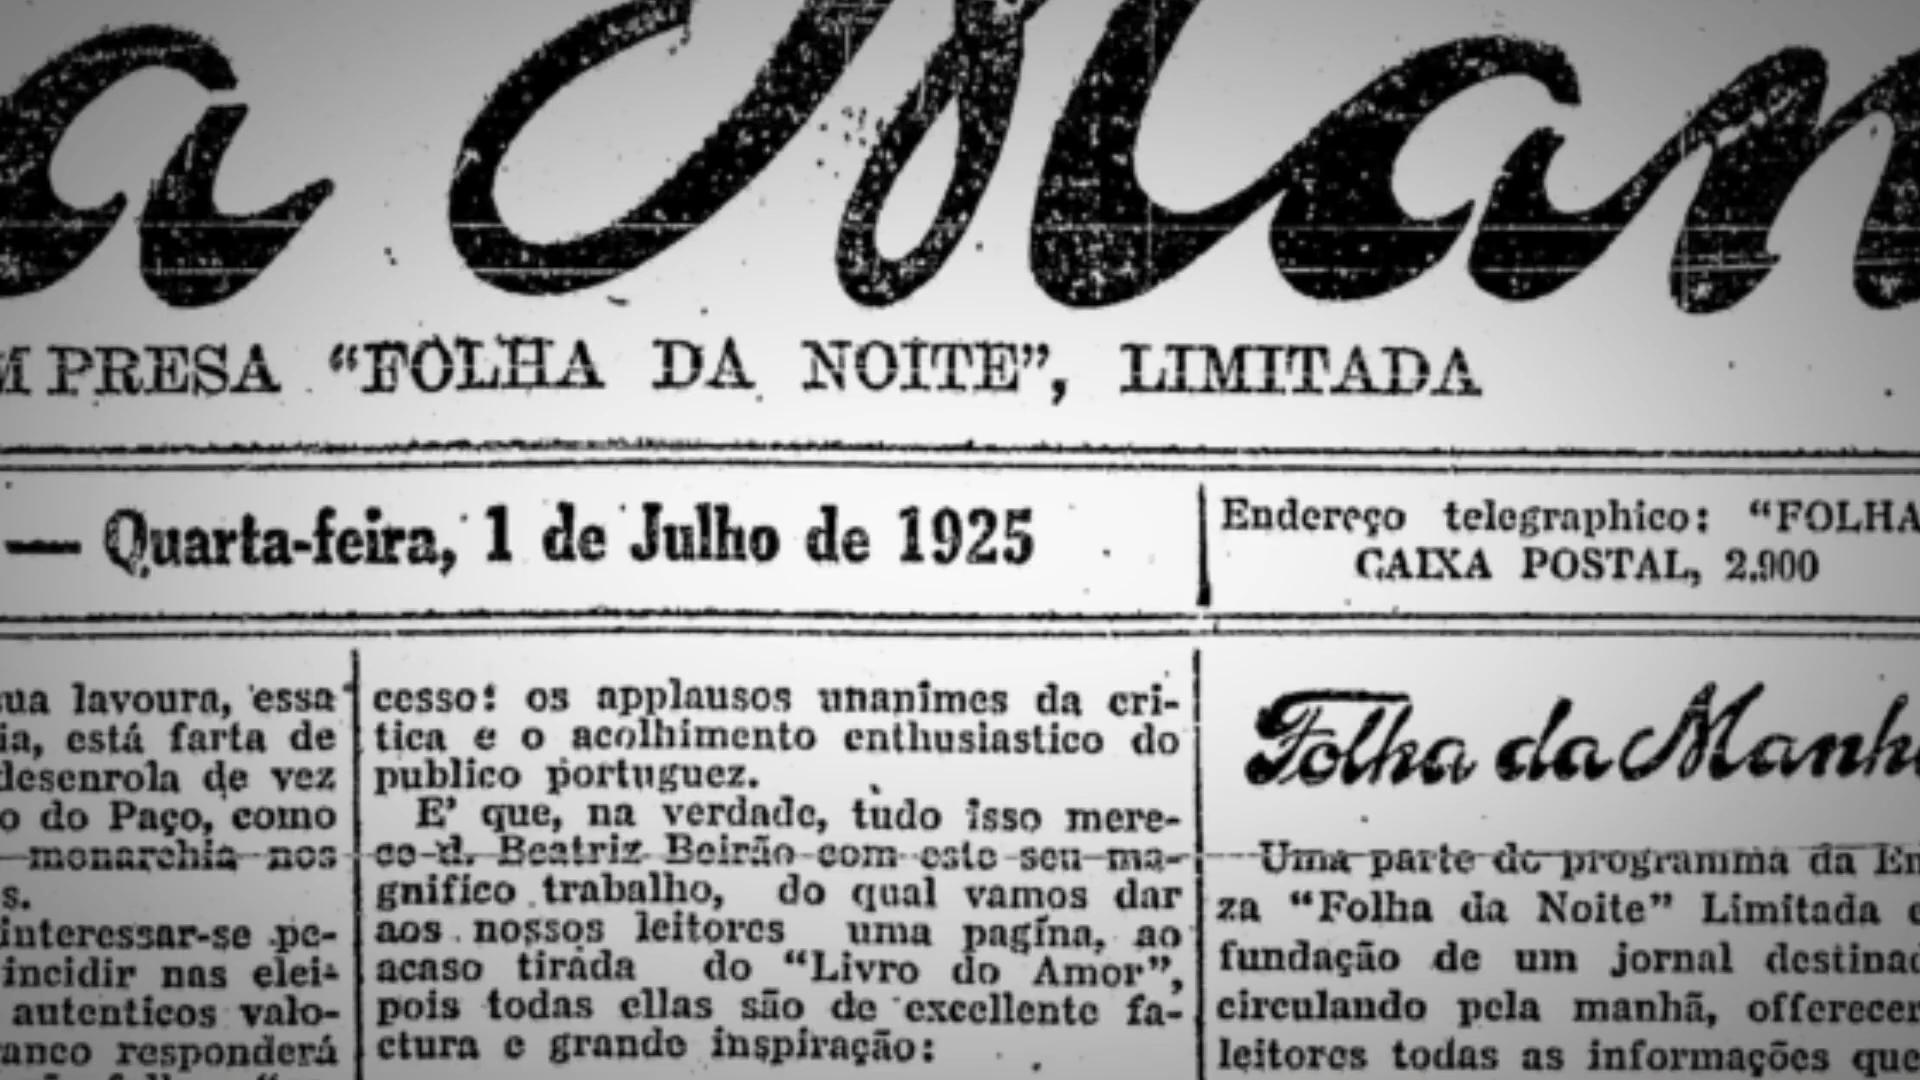 a Man
MPRESA “FOLHA DA NOITE”, LIMITADA
— Quarta-feira, 1 de Julho de 1925
Endereço telegraphico: “FOLHA
CAIXA POSTAL, 2.900
ua lavoura, essa
ia, está farta de
desenrola de vez
o do Paço, como
monarchia nos
s.
interessar-se pe-
incidir nas elei-
autenticos valo-
anco responderá
cesso: os applausos unanimes da cri-
tica e o acolhimento enthusiastico do
publico portuguez.
E' que, na verdade, tudo isso mere-
ce d. Beatriz Beirão com este seu ma-
gnifico trabalho, do qual vamos dar
aos nossos leitores uma pagina, ao
acaso tirada do “Livro do Amor”,
pois todas ellas são de excellente fa-
ctura e grande inspiração:
Folha da Manh
Uma parte do programma da Em
za “Folha da Noite” Limitada e
fundação de um jornal destinad
circulando pela manhã, offerecer
leitores todas as informações que